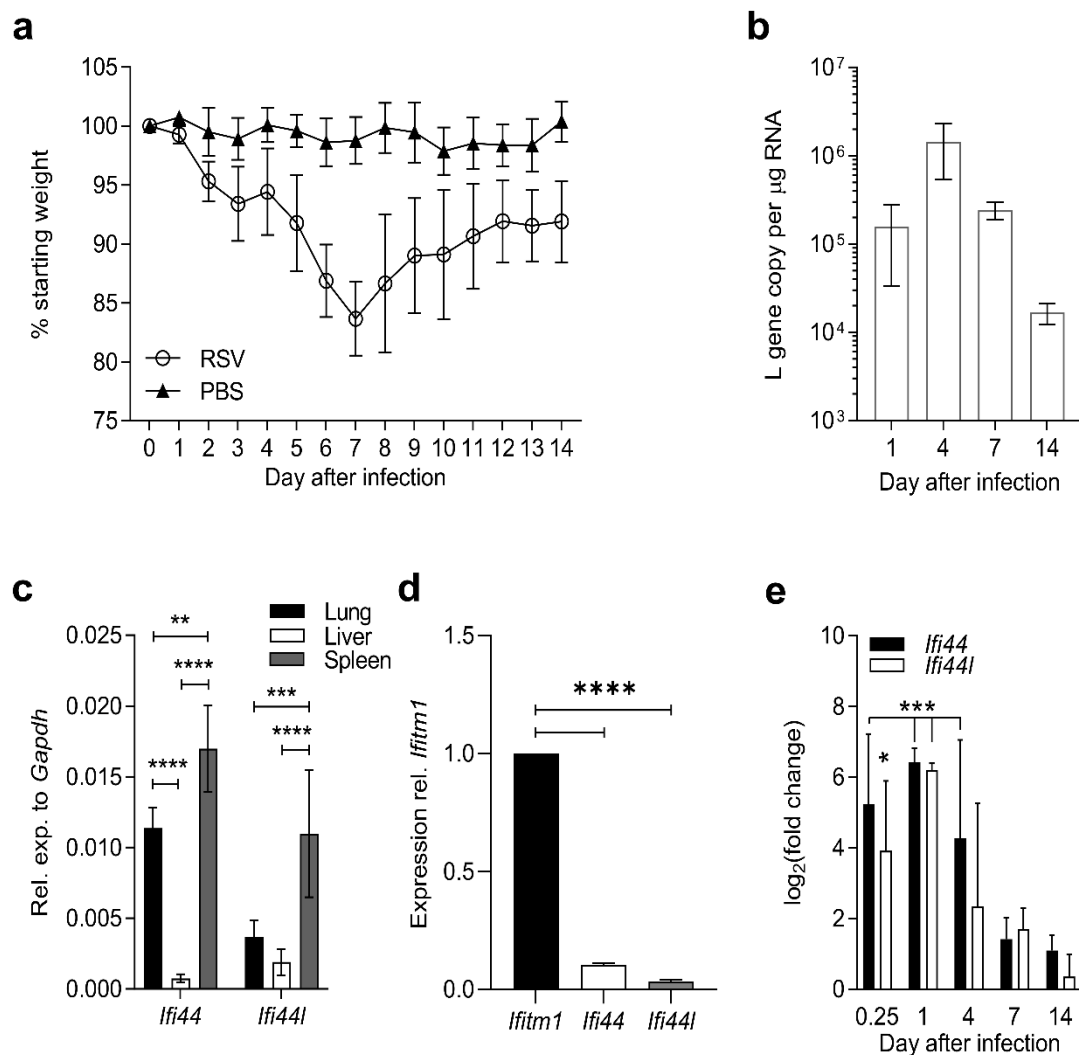 a
105
100
95
90
85
80
75
% starting weight
RSV
PBS
0 1 2 3 4 5 6 7 8 9 10 11 12 13 14
Day after infection
b
10⁷
10⁶
10⁵
10⁴
10³
L gene copy per μg RNA
1 4 7 14
Day after infection
c
Lung
Liver
Spleen
0.025
0.020
0.015
0.010
0.005
0.000
Rel. exp. to Gapdh
**
****
****
***
****
Ifi44 Ifi44l
d
1.5
1.0
0.5
0.0
Expression rel. Ifitm1
****
Ifitm1 Ifi44 Ifi44l
e
Ifi44
Ifi44l
10
8
6
4
2
0
log₂(fold change)
***
*
0.25 1 4 7 14
Day after infection